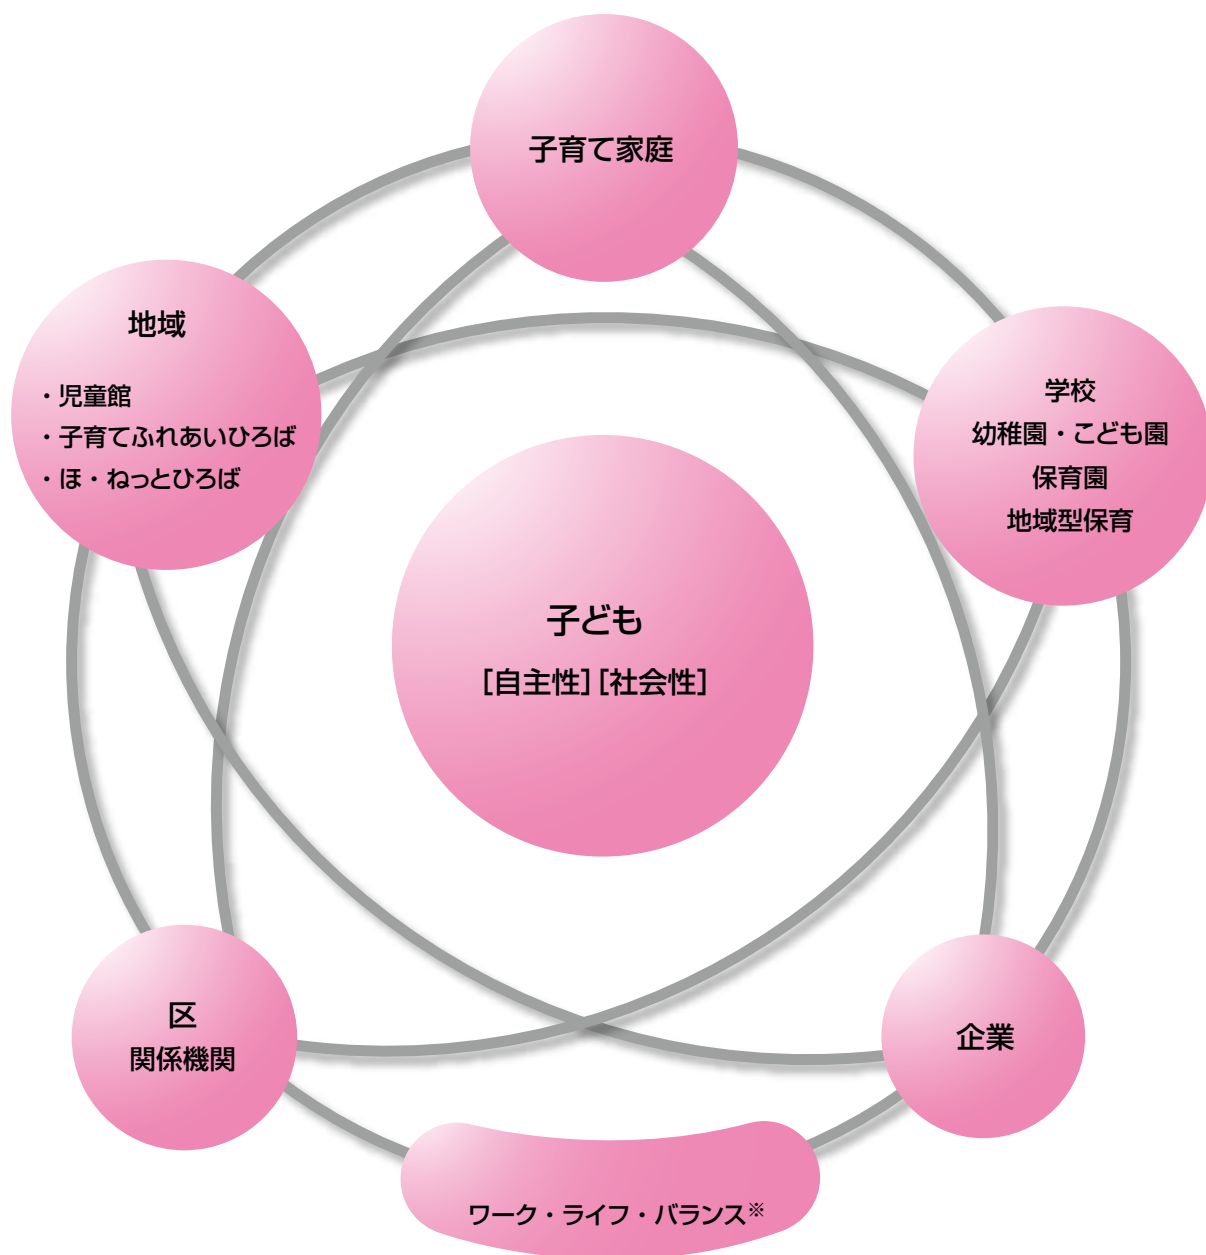 子育て家庭
地域
・児童館
・子育てふれあいひろば
・ほ・ねっとひろば
学校
幼稚園・こども園
保育園
地域型保育
子ども
[自主性] [社会性]
区
関係機関
企業
ワーク・ライフ・バランス※